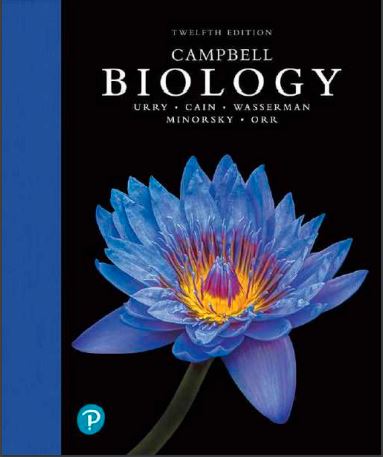 TWELFTH EDITION
CAMPBELL
BIOLOGY
URRY • CAIN • WASSERMAN
MINORSKY • ORR
P